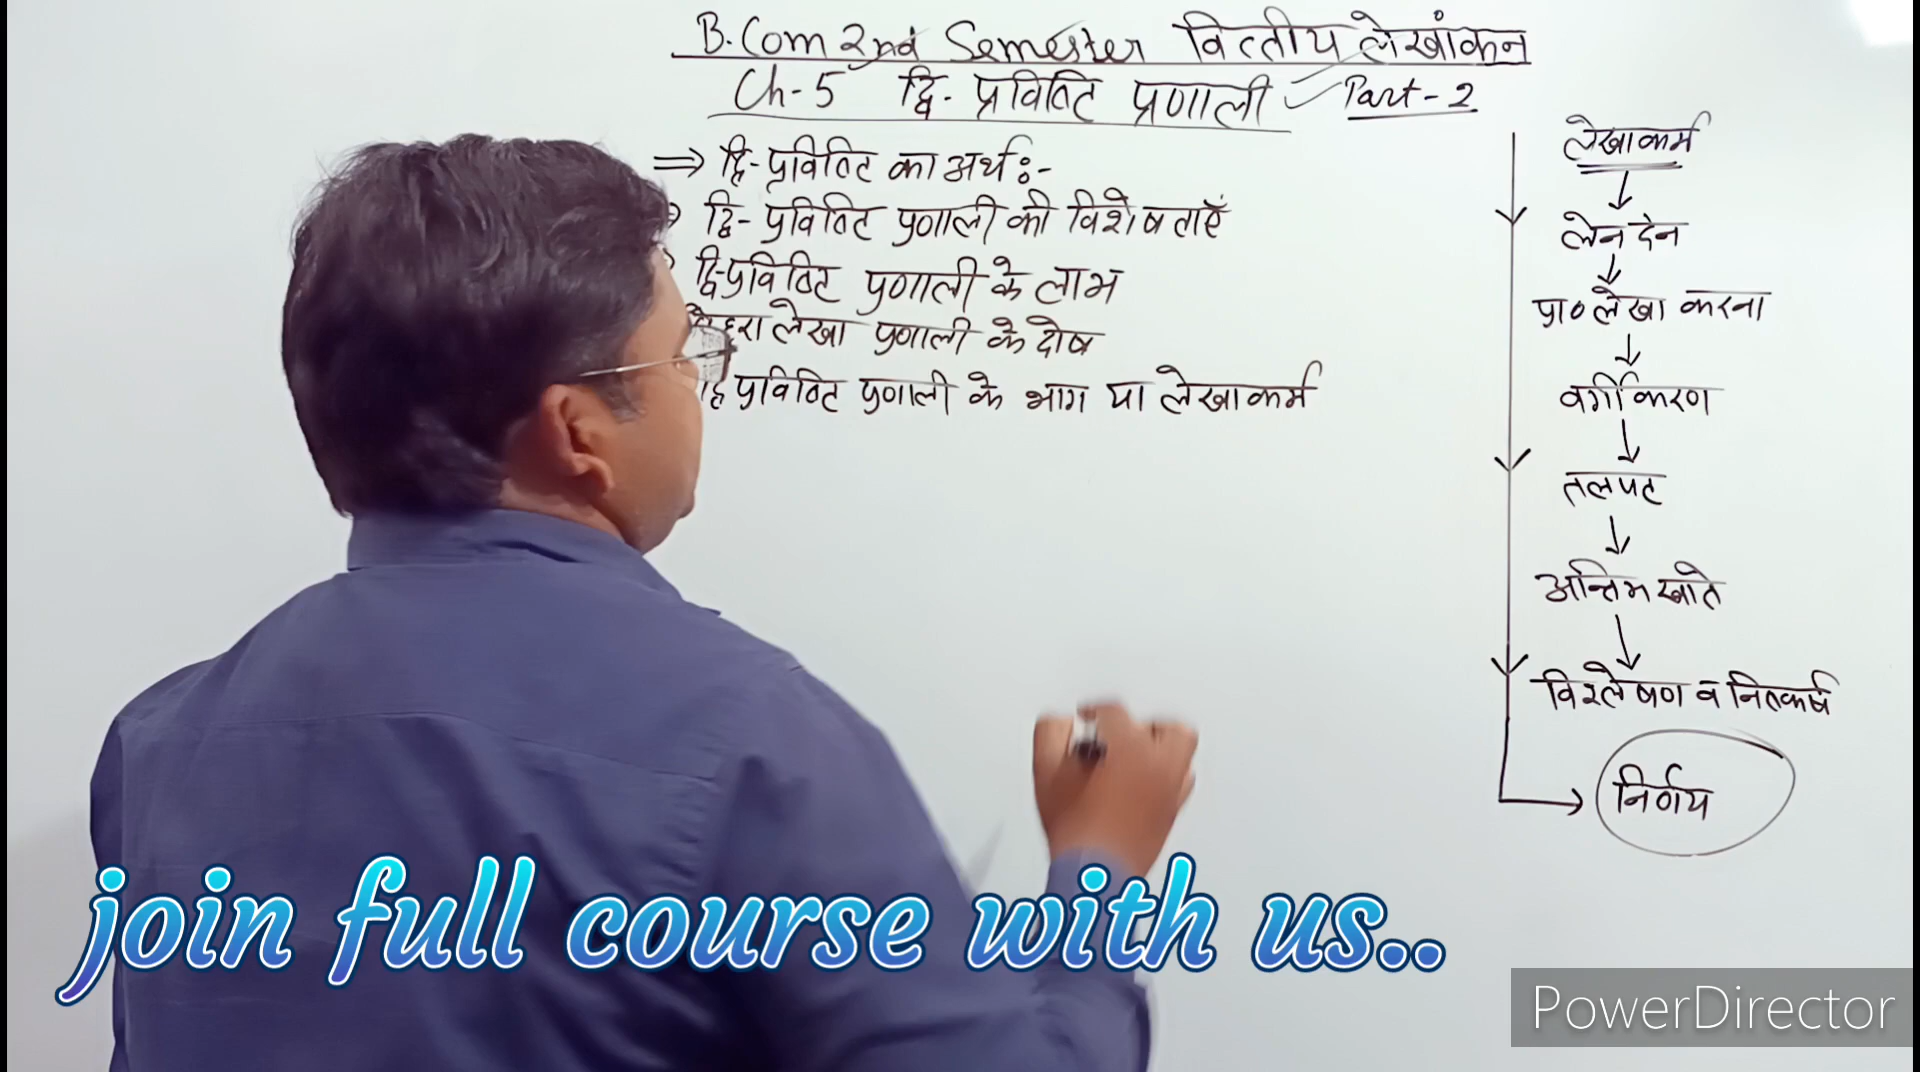 B.Com 2nd Semester वित्तीय लेखांकन
Ch-5 द्वि-प्रविष्टि प्रणाली Part-2
⇒ द्वि-प्रविष्टि का अर्थ:-
द्वि-प्रविष्टि प्रणाली की विशेषताएं
द्वि-प्रविष्टि प्रणाली के लाभ
दोहरा लेखा प्रणाली के दोष
द्वि प्रविष्टि प्रणाली के भाग या लेखाकर्म
लेखाकर्म
↓
लेन देन
↓
प्रा० लेखा करना
↓
वर्गीकरण
↓
तलपट
↓
अन्तिम खाते
↓
विश्लेषण व निष्कर्ष
निर्णय
join full course with us..
PowerDirector